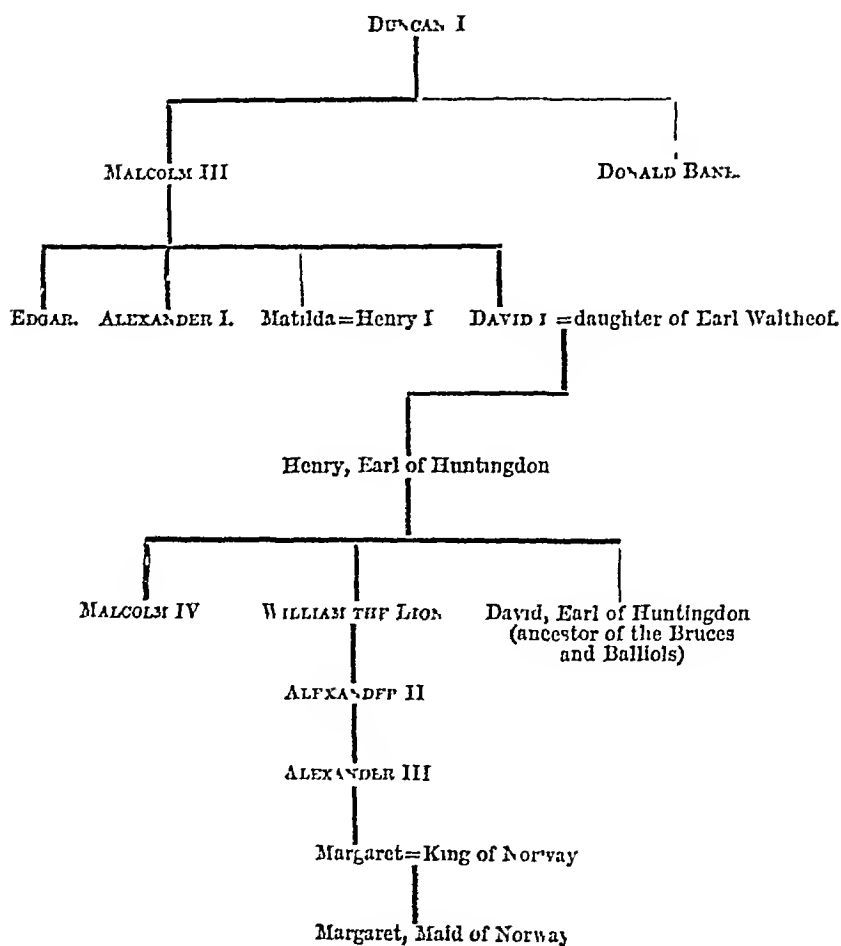 DUNCAN I
MALCOLM III
DONALD BANE.
EDGAR. ALEXANDER I. Matilda=Henry I DAVID I =daughter of Earl Waltheof.
Henry, Earl of Huntingdon
MALCOLM IV WILLIAM THE LION David, Earl of Huntingdon
(ancestor of the Bruces
and Balliols)
ALEXANDER II
ALEXANDER III
Margaret=King of Norway
Margaret, Maid of Norway